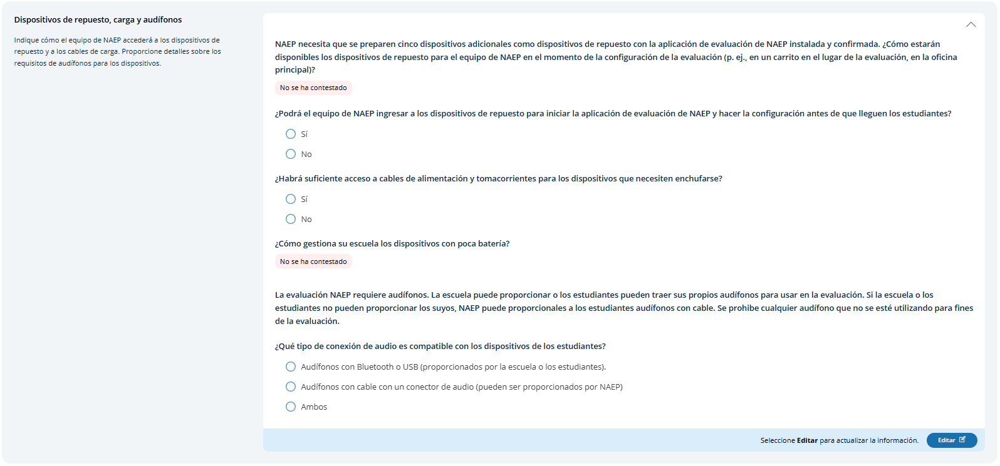 Dispositivos de repuesto, carga y audífonos
Indique cómo el equipo de NAEP accederá a los dispositivos de
repuesto y a los cables de carga. Proporcione detalles sobre los
requisitos de audífonos para los dispositivos.
NAEP necesita que se preparen cinco dispositivos adicionales como dispositivos de repuesto con la aplicación de evaluación de NAEP instalada y confirmada. ¿Cómo estarán
disponibles los dispositivos de repuesto para el equipo de NAEP en el momento de la configuración de la evaluación (p. ej., en un carrito en el lugar de la evaluación, en la oficina
principal)?
No se ha contestado
¿Podrá el equipo de NAEP ingresar a los dispositivos de repuesto para iniciar la aplicación de evaluación de NAEP y hacer la configuración antes de que lleguen los estudiantes?
Sí
No
¿Habrá suficiente acceso a cables de alimentación y tomacorrientes para los dispositivos que necesiten enchufarse?
Sí
No
¿Cómo gestiona su escuela los dispositivos con poca batería?
No se ha contestado
La evaluación NAEP requiere audífonos. La escuela puede proporcionar o los estudiantes pueden traer sus propios audífonos para usar en la evaluación. Si la escuela o los
estudiantes no pueden proporcionar los suyos, NAEP puede proporcionales a los estudiantes audífonos con cable. Se prohibe cualquier audífono que no se esté utilizando para fines
de la evaluación.
¿Qué tipo de conexión de audio es compatible con los dispositivos de los estudiantes?
Audífonos con Bluetooth o USB (proporcionados por la escuela o los estudiantes).
Audífonos con cable con un conector de audio (pueden ser proporcionados por NAEP)
Ambos
Seleccione Editar para actualizar la información.
Editar